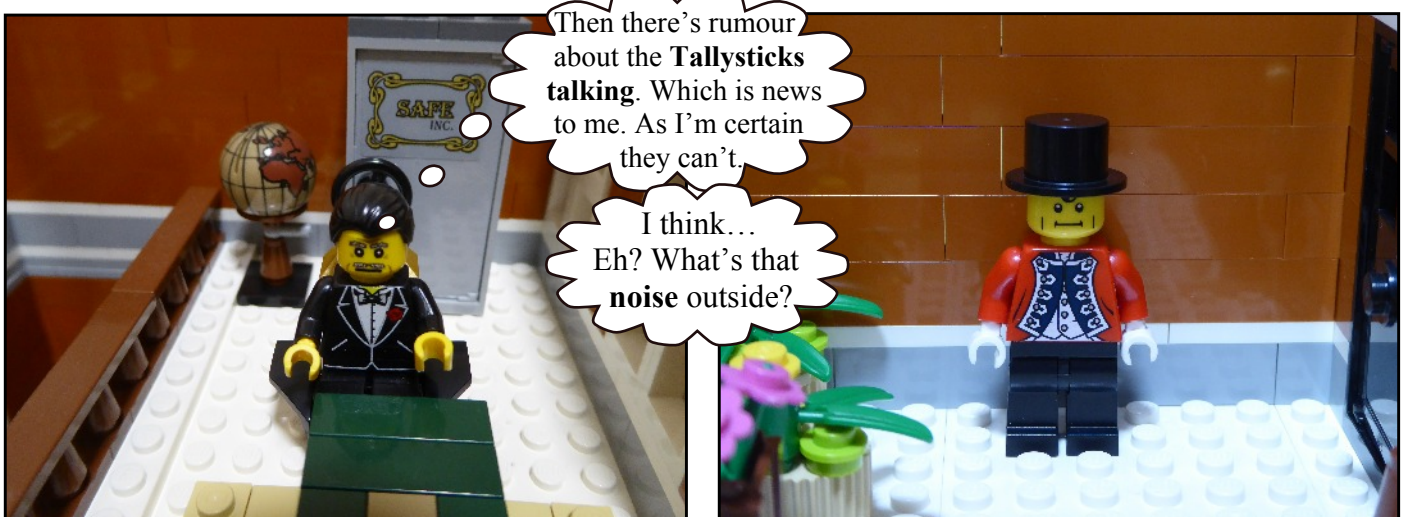 SAFE
INC.
Then there’s rumour
about the Tallysticks
talking. Which is news
to me. As I’m certain
they can’t.
I think…
Eh? What’s that
noise outside?